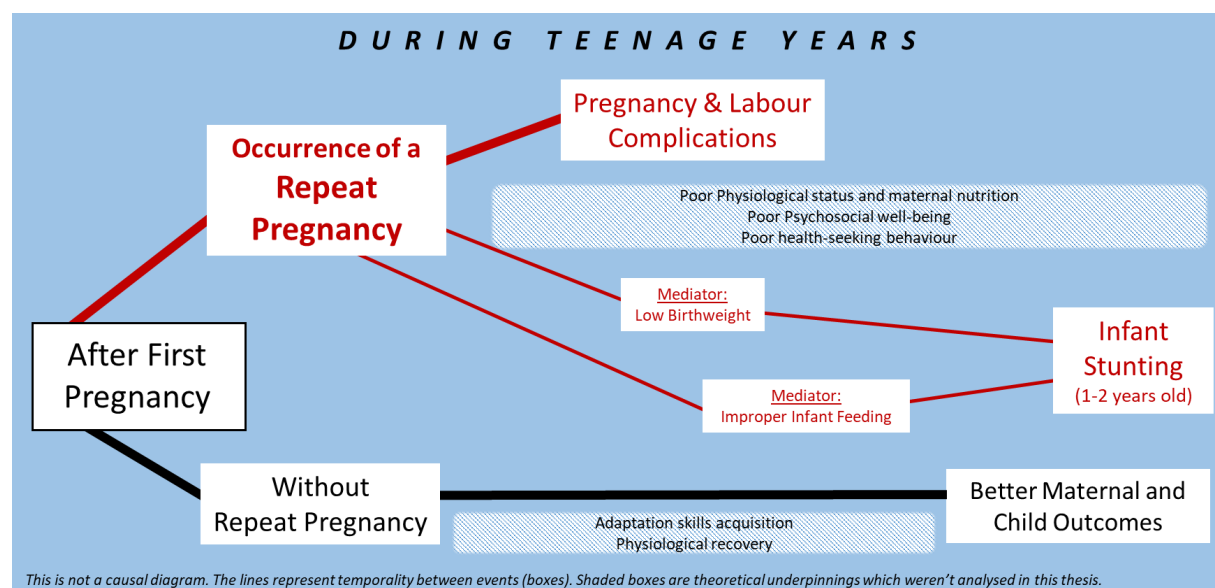 DURING TEENAGE YEARS
Pregnancy & Labour
Complications
Occurrence of a
Repeat
Pregnancy
Poor Physiological status and maternal nutrition
Poor Psychosocial well-being
Poor health-seeking behaviour
Mediator:
Low Birthweight
Infant
Stunting
(1-2 years old)
After First
Pregnancy
Mediator:
Improper Infant Feeding
Without
Repeat Pregnancy
Better Maternal and
Child Outcomes
Adaptation skills acquisition
Physiological recovery
This is not a causal diagram. The lines represent temporality between events (boxes). Shaded boxes are theoretical underpinnings which weren't analysed in this thesis.